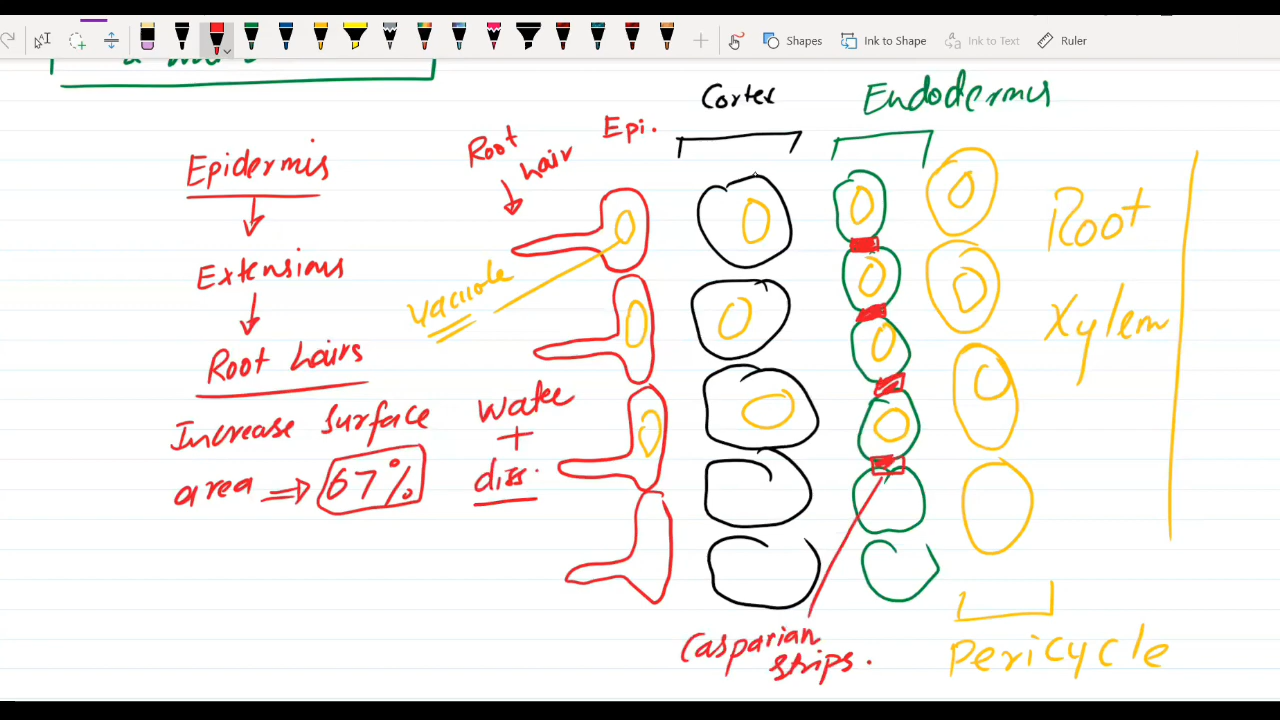 Shapes
Ink to Shape
Ink to Text
Ruler
Cortex
Endodermis
Epidermis
Root hair
Epi.
Extensions
Vacuole
Root hairs
Increase surface
area ⇒ 67%
Water
+
diss.
Root
Xylem
Casparian
strips.
Pericycle